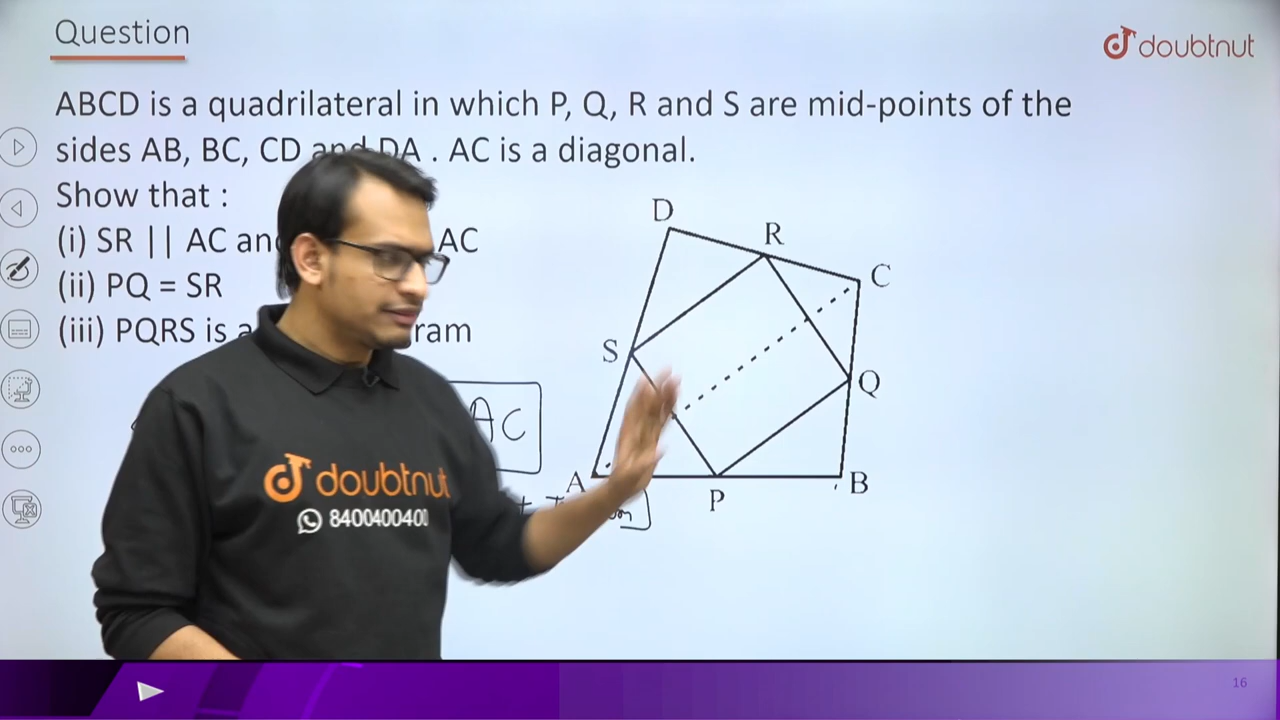 Question
doubtnut
ABCD is a quadrilateral in which P, Q, R and S are mid-points of the
sides AB, BC, CD and DA . AC is a diagonal.
Show that :
(i) SR || AC AC
(ii) PQ = SR
(iii) PQRS is ram
D
R
C
S
Q
AC
A
P
B
doubtnut
8400400400
16